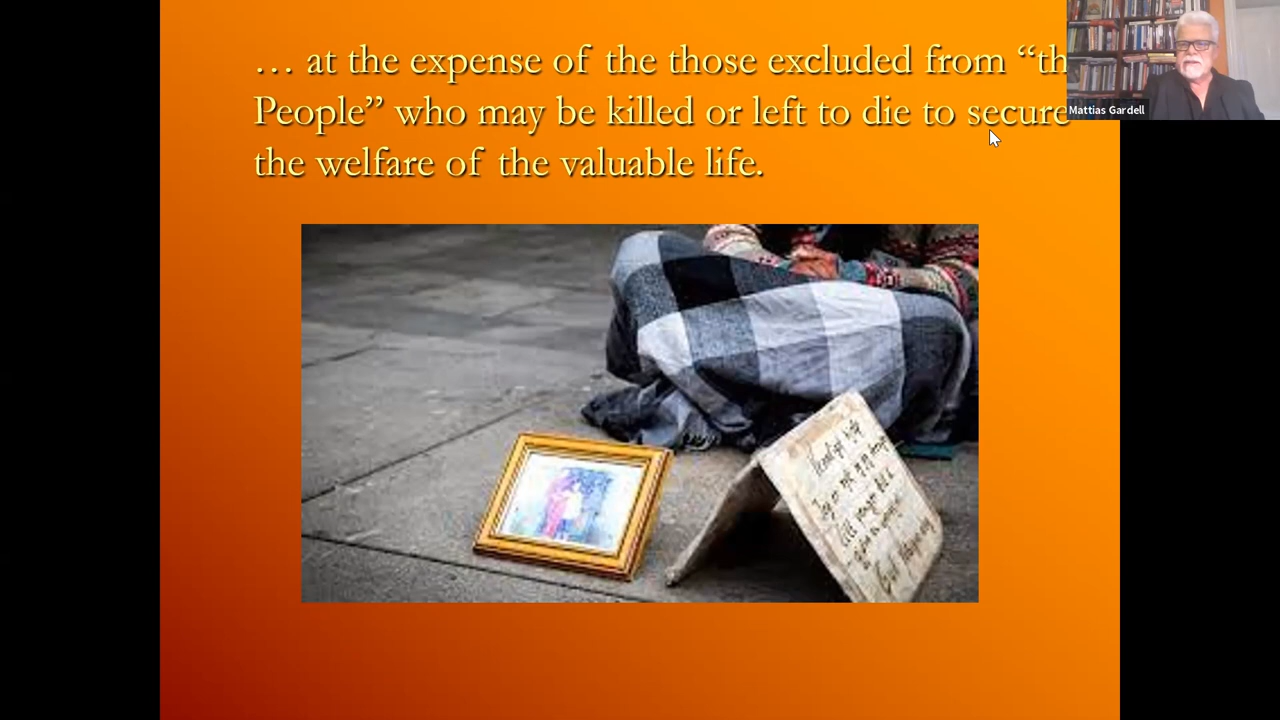 … at the expense of the those excluded from “th
People” who may be killed or left to die to secure
the welfare of the valuable life.
Mattias Gardell